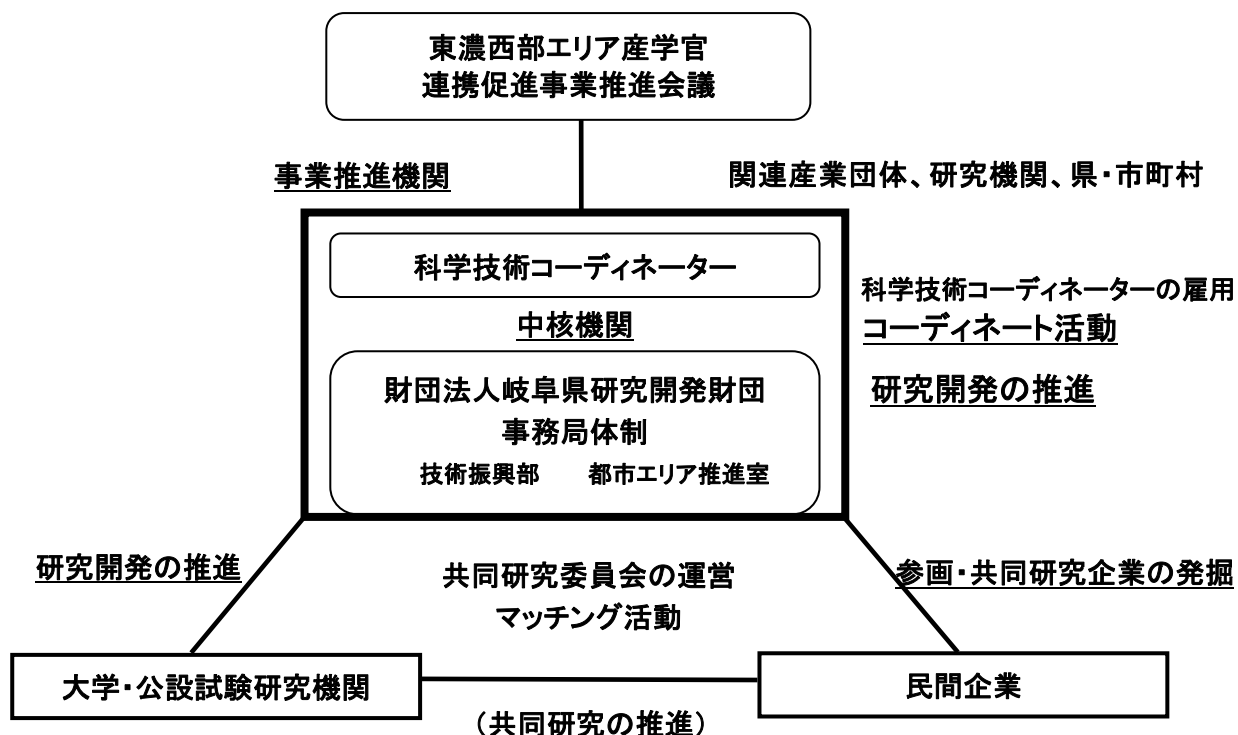 東濃西部エリア産学官
連携促進事業推進会議
事業推進機関
関連産業団体、研究機関、県・市町村
科学技術コーディネーター
科学技術コーディネーターの雇用
中核機関
コーディネート活動
財団法人岐阜県研究開発財団
研究開発の推進
事務局体制
技術振興部 都市エリア推進室
研究開発の推進
共同研究委員会の運営
参画・共同研究企業の発掘
マッチング活動
大学・公設試験研究機関
民間企業
（共同研究の推進）